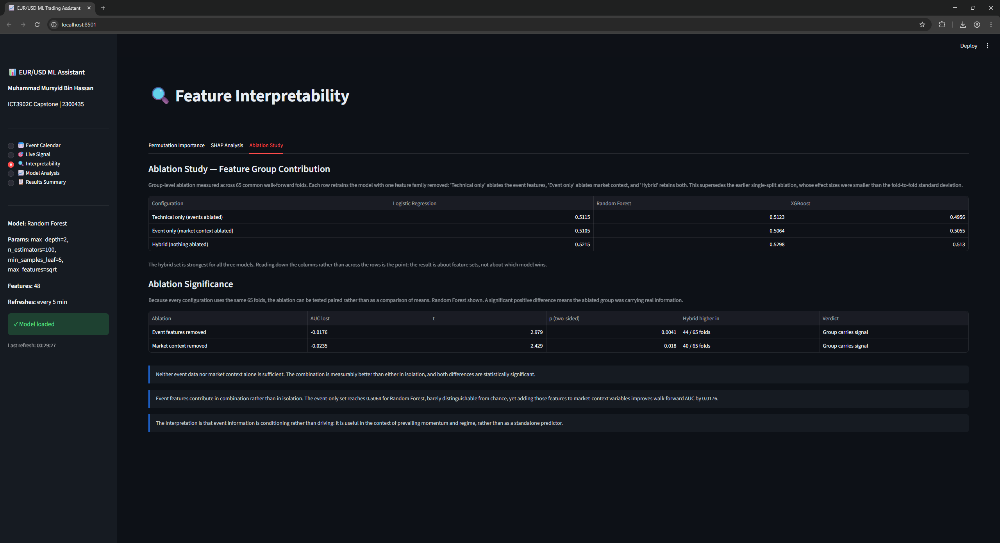 EUR/USD ML Trading Assistant
localhost:8501
Deploy
EUR/USD ML Assistant
Muhammad Mursyid Bin Hassan
ICT3902C Capstone | 2300435
Event Calendar
Live Signal
Interpretability
Model Analysis
Results Summary
Model: Random Forest
Params: max_depth=2,
n_estimators=100,
min_samples_leaf=5,
max_features=sqrt
Features: 48
Refreshes: every 5 min
✓ Model loaded
Last refresh: 00:29:27
Feature Interpretability
Permutation Importance SHAP Analysis Ablation Study
Ablation Study — Feature Group Contribution
Group-level ablation measured across 65 common walk-forward folds. Each row retrains the model with one feature family removed: 'Technical only' ablates the event features, 'Event only' ablates market context, and 'Hybrid' retains both. This supersedes the earlier single-split ablation, whose effect sizes were smaller than the fold-to-fold standard deviation.
Configuration Logistic Regression Random Forest XGBoost
Technical only (events ablated) 0.5115 0.5123 0.4956
Event only (market context ablated) 0.5105 0.5064 0.5055
Hybrid (nothing ablated) 0.5215 0.5298 0.513
The hybrid set is strongest for all three models. Reading down the columns rather than across the rows is the point: the result is about feature sets, not about which model wins.
Ablation Significance
Because every configuration uses the same 65 folds, the ablation can be tested paired rather than as a comparison of means. Random Forest shown. A significant positive difference means the ablated group was carrying real information.
Ablation AUC lost t p (two-sided) Hybrid higher in Verdict
Event features removed -0.0176 2.979 0.0041 44 / 65 folds Group carries signal
Market context removed -0.0235 2.429 0.018 40 / 65 folds Group carries signal
Neither event data nor market context alone is sufficient. The combination is measurably better than either in isolation, and both differences are statistically significant.
Event features contribute in combination rather than in isolation. The event-only set reaches 0.5064 for Random Forest, barely distinguishable from chance, yet adding those features to market-context variables improves walk-forward AUC by 0.0176.
The interpretation is that event information is conditioning rather than driving: it is useful in the context of prevailing momentum and regime, rather than as a standalone predictor.